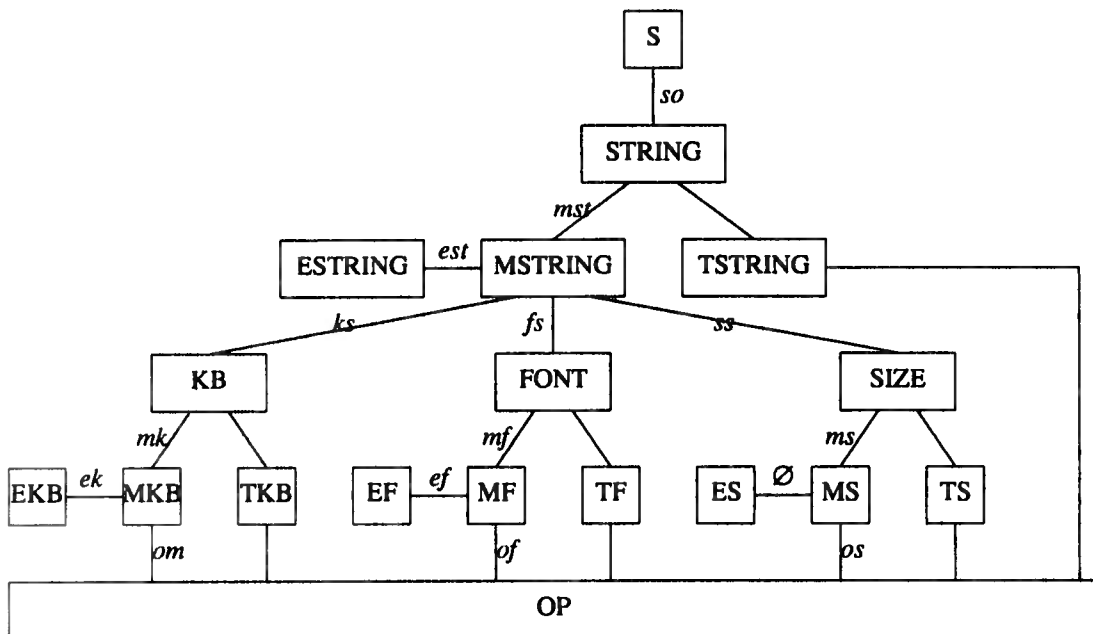 S
so
STRING
mst
ESTRING est MSTRING TSTRING
ks fs ss
KB FONT SIZE
mk mf ms
EKB ek MKB TKB EF ef MF TF ES Ø MS TS
om of os
OP